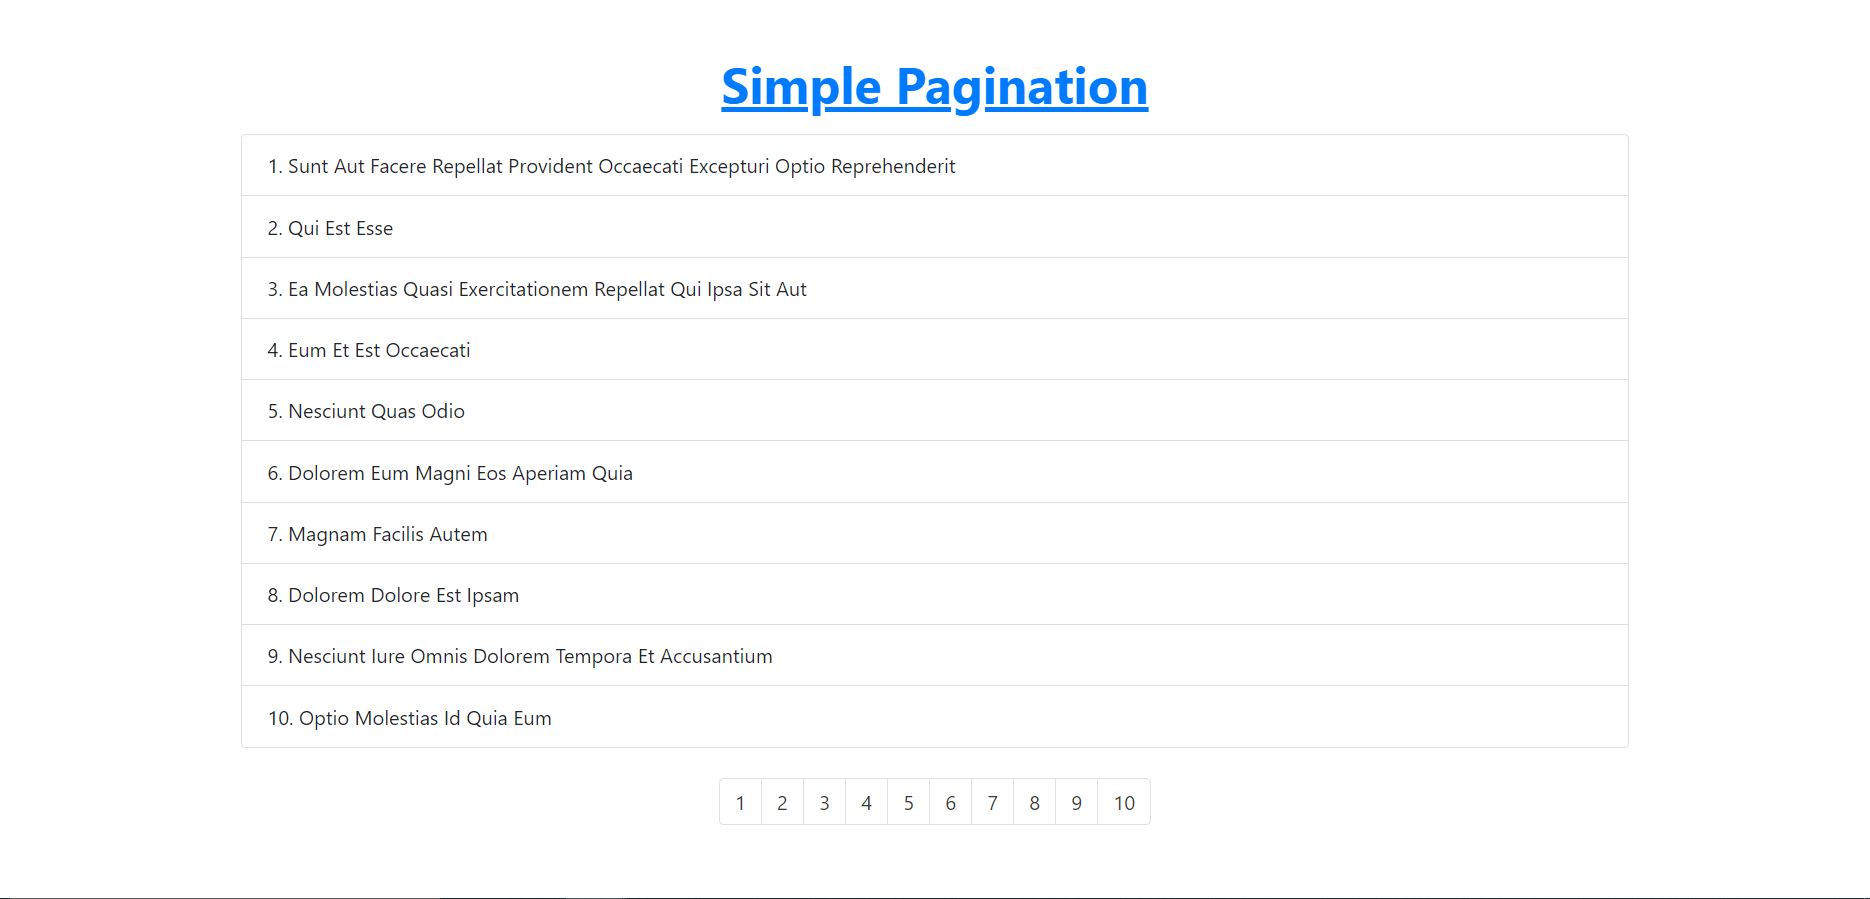 Simple Pagination
1. Sunt Aut Facere Repellat Provident Occaecati Excepturi Optio Reprehenderit
2. Qui Est Esse
3. Ea Molestias Quasi Exercitationem Repellat Qui Ipsa Sit Aut
4. Eum Et Est Occaecati
5. Nesciunt Quas Odio
6. Dolorem Eum Magni Eos Aperiam Quia
7. Magnam Facilis Autem
8. Dolorem Dolore Est Ipsam
9. Nesciunt Iure Omnis Dolorem Tempora Et Accusantium
10. Optio Molestias Id Quia Eum
1 2 3 4 5 6 7 8 9 10